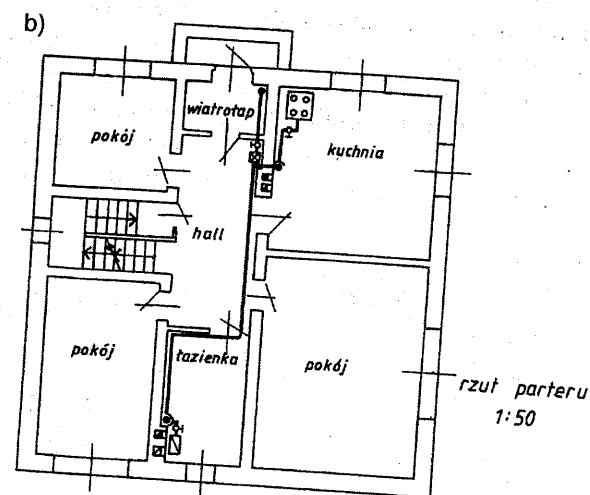 b)
wiatrołap
pokój
kuchnia
hall
pokój
łazienka
pokój
rzut parteru
1:50